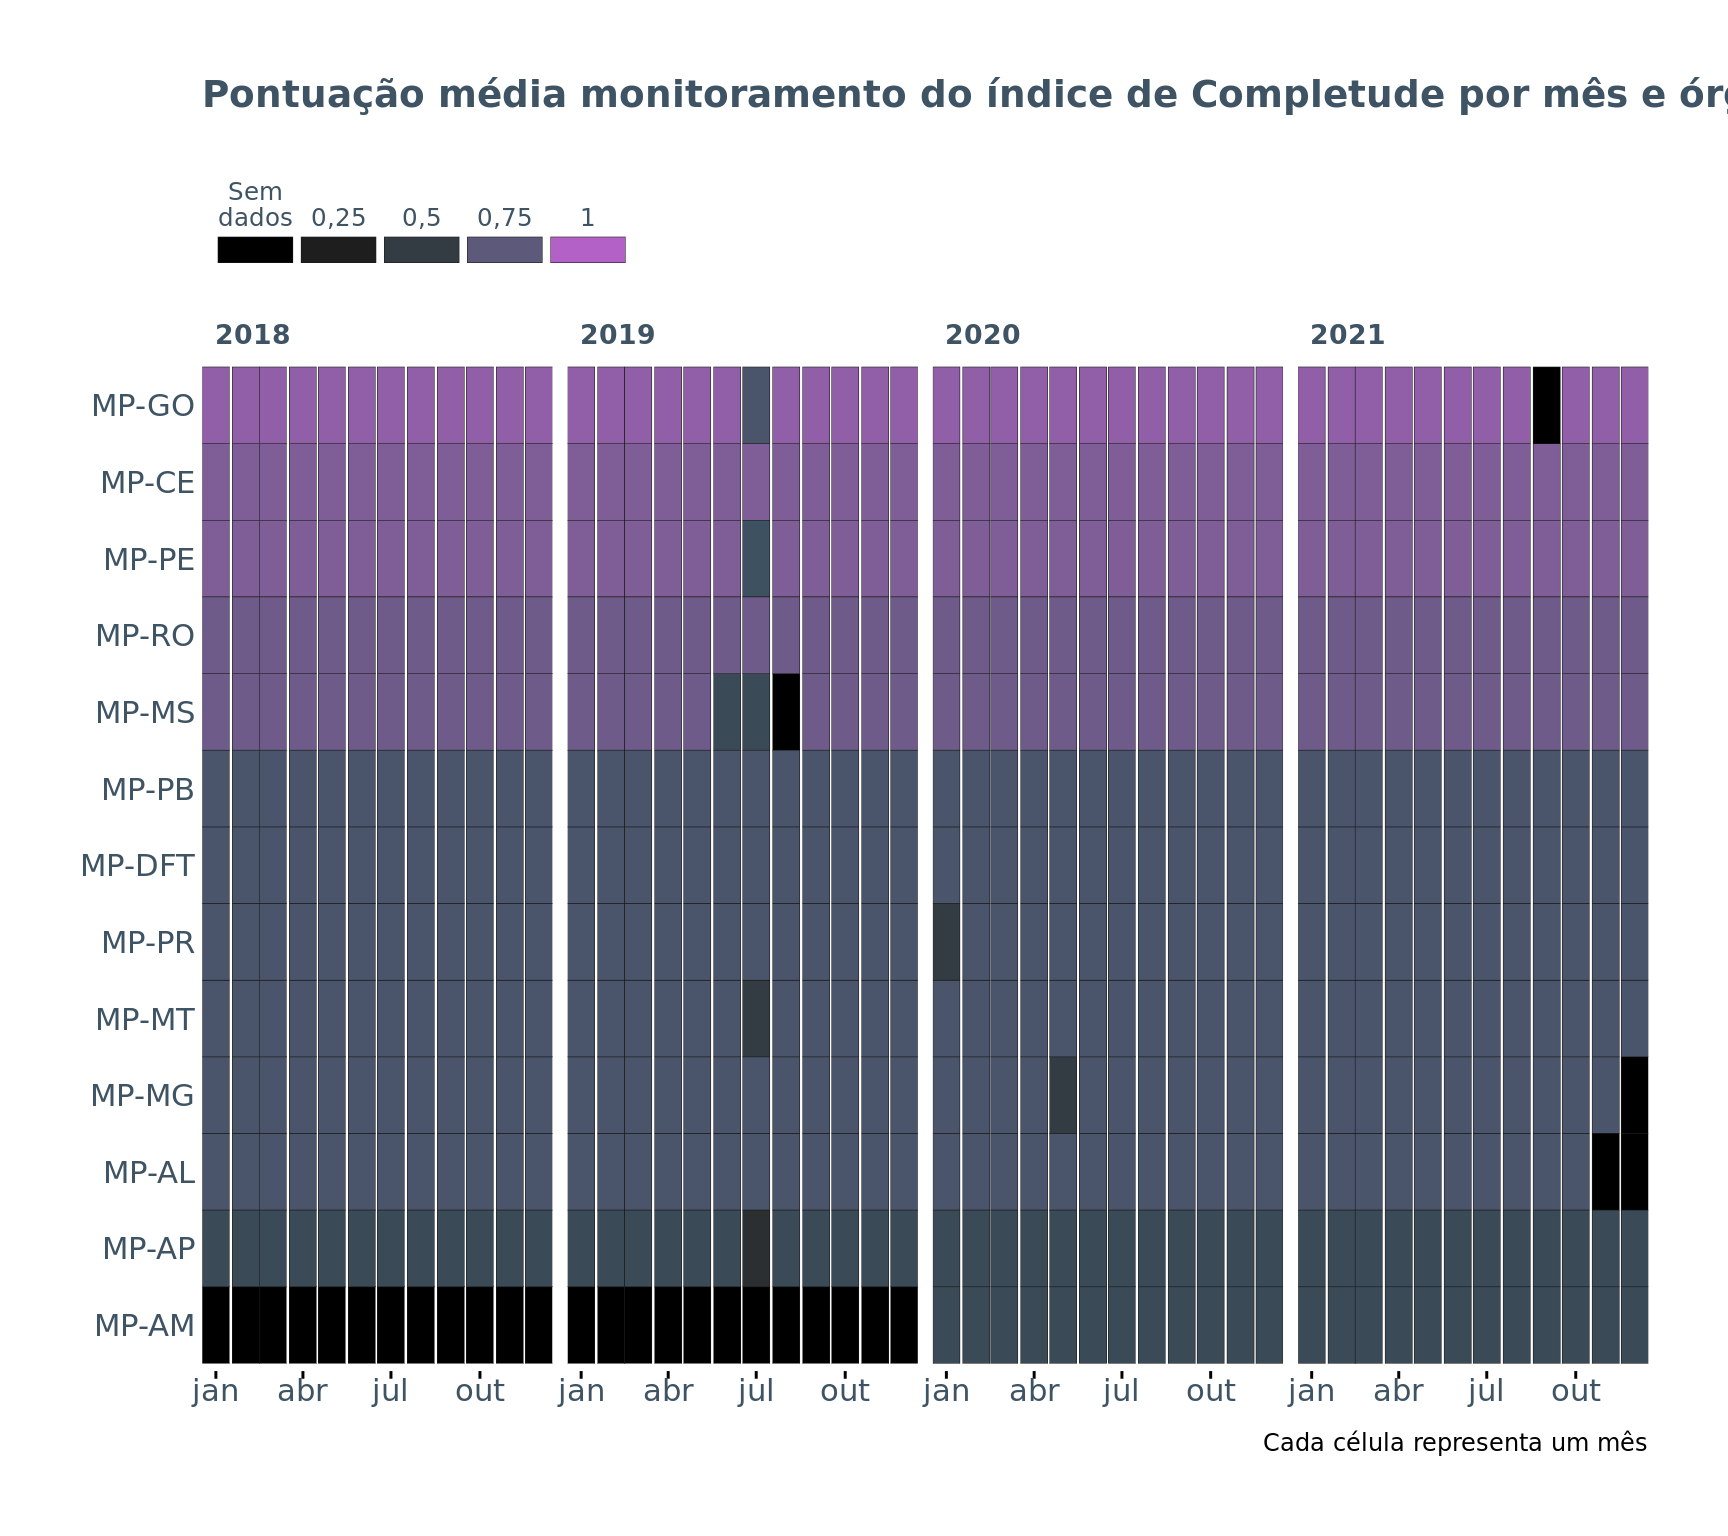 Pontuação média monitoramento do índice de Completude por mês e
Sem
dados 0,25 0,5 0,75 1
2018 2019 2020 2021
MP-GO
MP-CE
MP-PE
MP-RO
MP-MS
MP-PB
MP-DFT
MP-PR
MP-MT
MP-MG
MP-AL
MP-AP
MP-AM
jan abr jul out jan abr jul out jan abr jul out jan abr jul out
Cada célula representa um mês